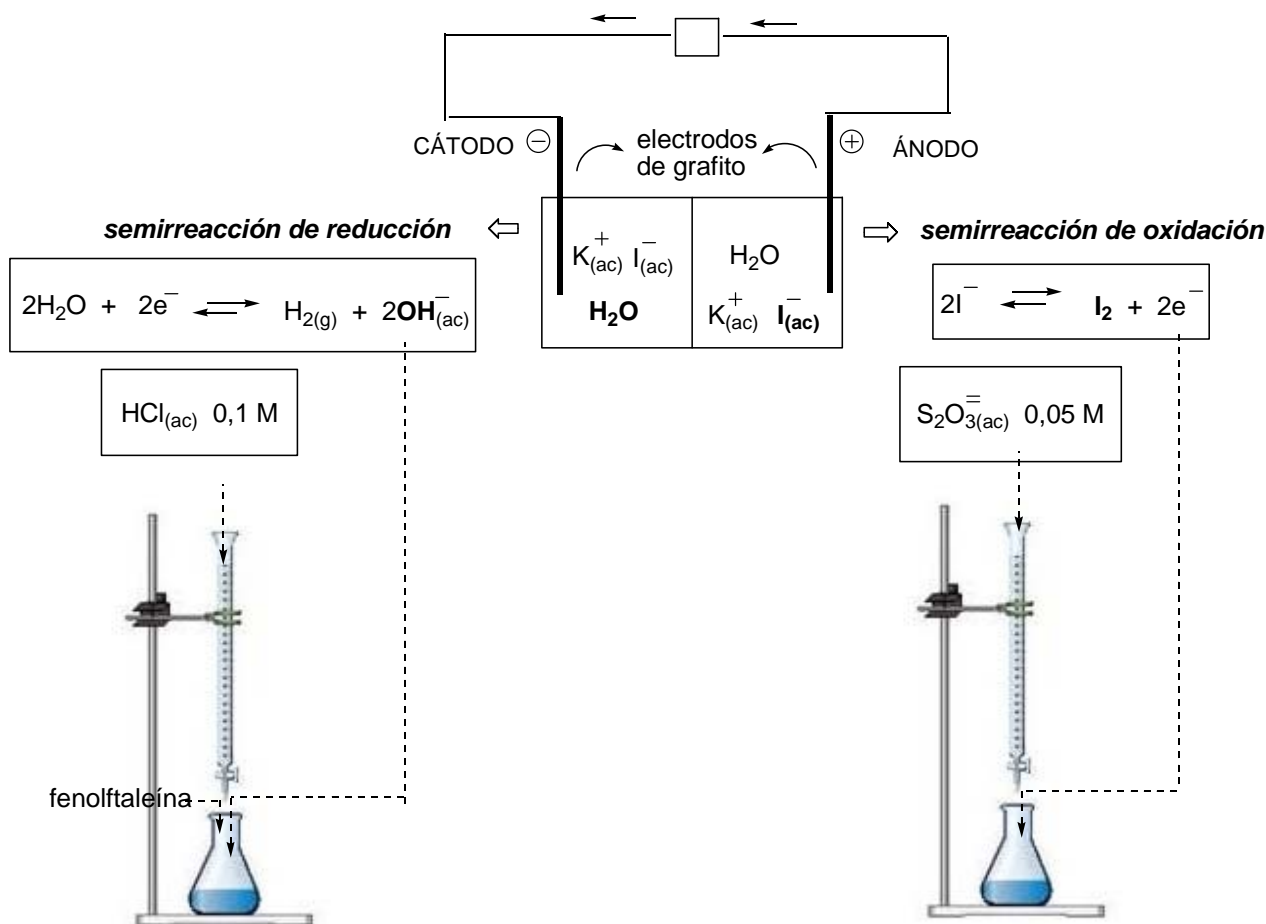 CÁTODO ⊖
electrodos
de grafito
⊕ ÁNODO
semirreacción de reducción
semirreacción de oxidación
K⁺(ac) I⁻(ac)
H₂O
H₂O
K⁺(ac) I⁻(ac)
2H₂O + 2e⁻ ⇌ H₂(g) + 2OH⁻(ac)
2I⁻ ⇌ I₂ + 2e⁻
HCl(ac) 0,1 M
S₂O₃⁼(ac) 0,05 M
fenolftaleína